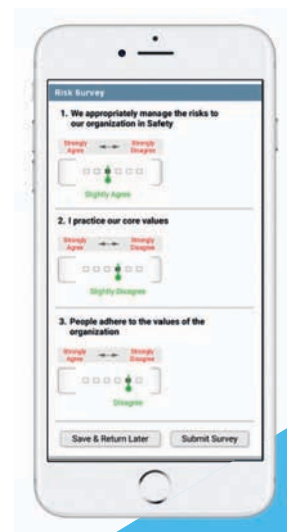 Risk Survey
1. We appropriately manage the risks to
our organization in Safety
Strongly Agree
Strongly Disagree
Slightly Agree
2. I practice our core values
Strongly Agree
Strongly Disagree
Slightly Disagree
3. People adhere to the values of the
organization
Strongly Agree
Strongly Disagree
Disagree
Save & Return Later
Submit Survey